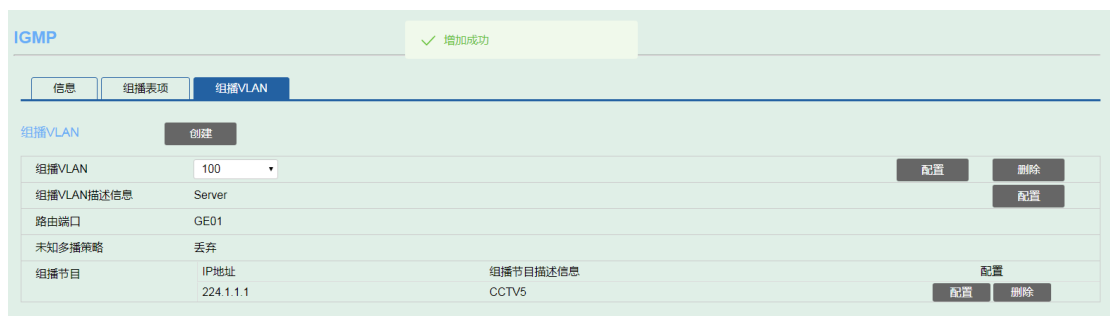 IGMP
增加成功
信息 组播表项 组播VLAN
组播VLAN 创建
组播VLAN 100 配置 删除
组播VLAN描述信息 Server 配置
路由端口 GE01
未知多播策略 丢弃
组播节目 IP地址 组播节目描述信息 配置
224.1.1.1 CCTV5 配置 删除